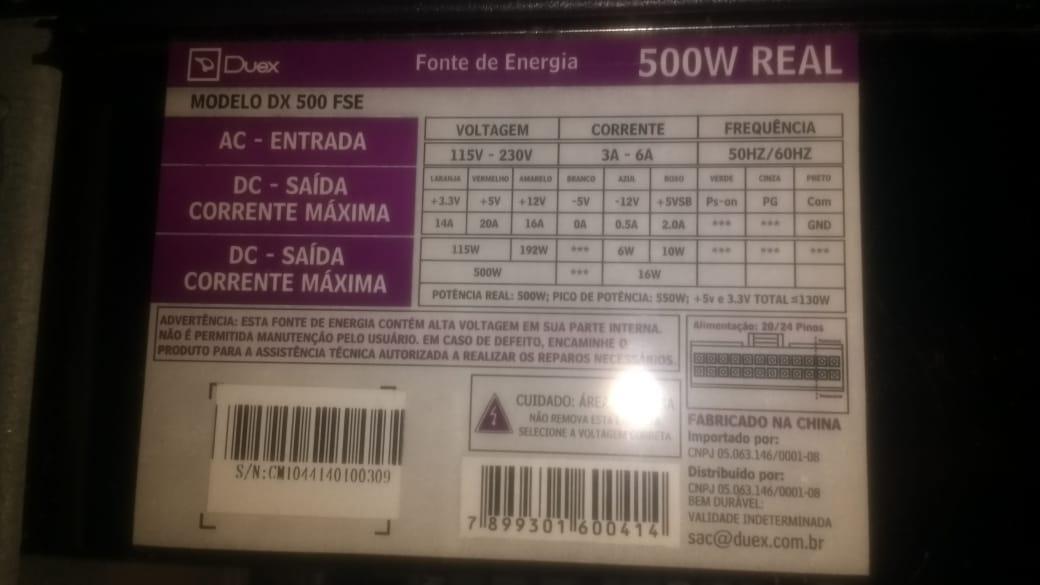 Duex Fonte de Energia 500W REAL
MODELO DX 500 FSE
AC - ENTRADA
VOLTAGEM CORRENTE FREQUÊNCIA
115V - 230V 3A - 6A 50HZ/60HZ
DC - SAÍDA
CORRENTE MÁXIMA
LARANJA VERMELHO AMARELO BRANCO AZUL ROSO VERDE CINZA PRETO
+3.3V +5V +12V -5V -12V +5VSB Ps-on PG Com
14A 20A 16A 0A 0.5A 2.0A *** *** GND
DC - SAÍDA
CORRENTE MÁXIMA
115W 192W *** 6W 10W *** *** ***
500W *** 16W
POTÊNCIA REAL: 500W; PICO DE POTÊNCIA: 550W; +5v e 3.3V TOTAL ≤130W
ADVERTÊNCIA: ESTA FONTE DE ENERGIA CONTÉM ALTA VOLTAGEM EM SUA PARTE INTERNA.
NÃO É PERMITIDA MANUTENÇÃO PELO USUÁRIO. EM CASO DE DEFEITO, ENCAMINHE O
PRODUTO PARA A ASSISTÊNCIA TÉCNICA AUTORIZADA A REALIZAR OS REPAROS NECESSÁRIOS.
Alimentação: 20/24 Pinos
S/N:CM1044140100309
CUIDADO:
NÃO REMOVA
SELECIONE A VOLTAGEM CORRETA
7 899301 600414
FABRICADO NA CHINA
Importado por:
CNPJ 05.063.146/0001-08
Distribuído por:
CNPJ 05.063.146/0001-08
BEM DURÁVEL:
VALIDADE INDETERMINADA
sac@duex.com.br